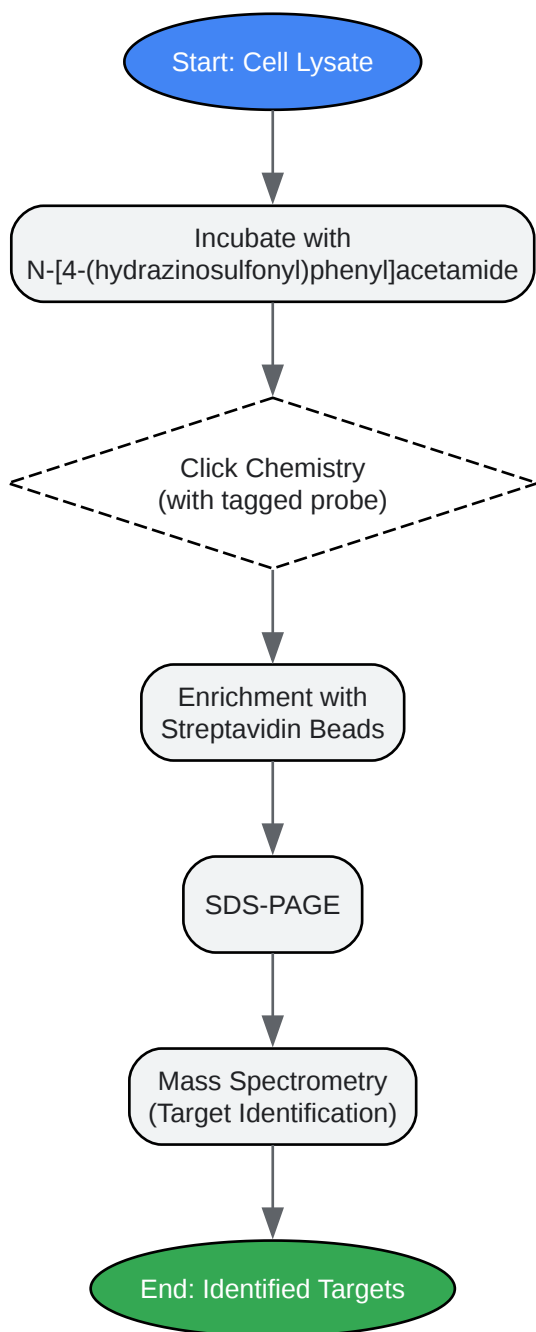 Start: Cell Lysate
Incubate with
N-[4-(hydrazinosulfonyl)phenyl]acetamide
Click Chemistry
(with tagged probe)
Enrichment with
Streptavidin Beads
SDS-PAGE
Mass Spectrometry
(Target Identification)
End: Identified Targets